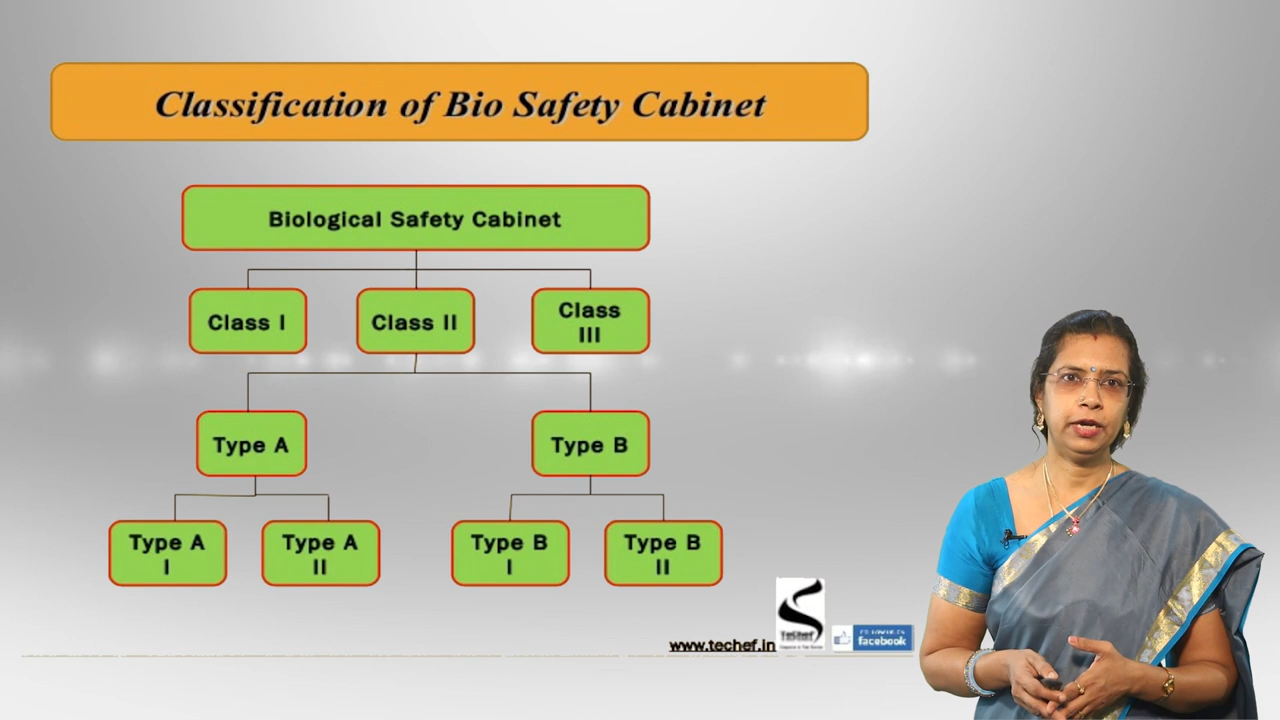 Classification of Bio Safety Cabinet
Biological Safety Cabinet
Class I
Class II
Class
III
Type A
Type B
Type A
I
Type A
II
Type B
I
Type B
II
www.techef.in
TeChef
facebook